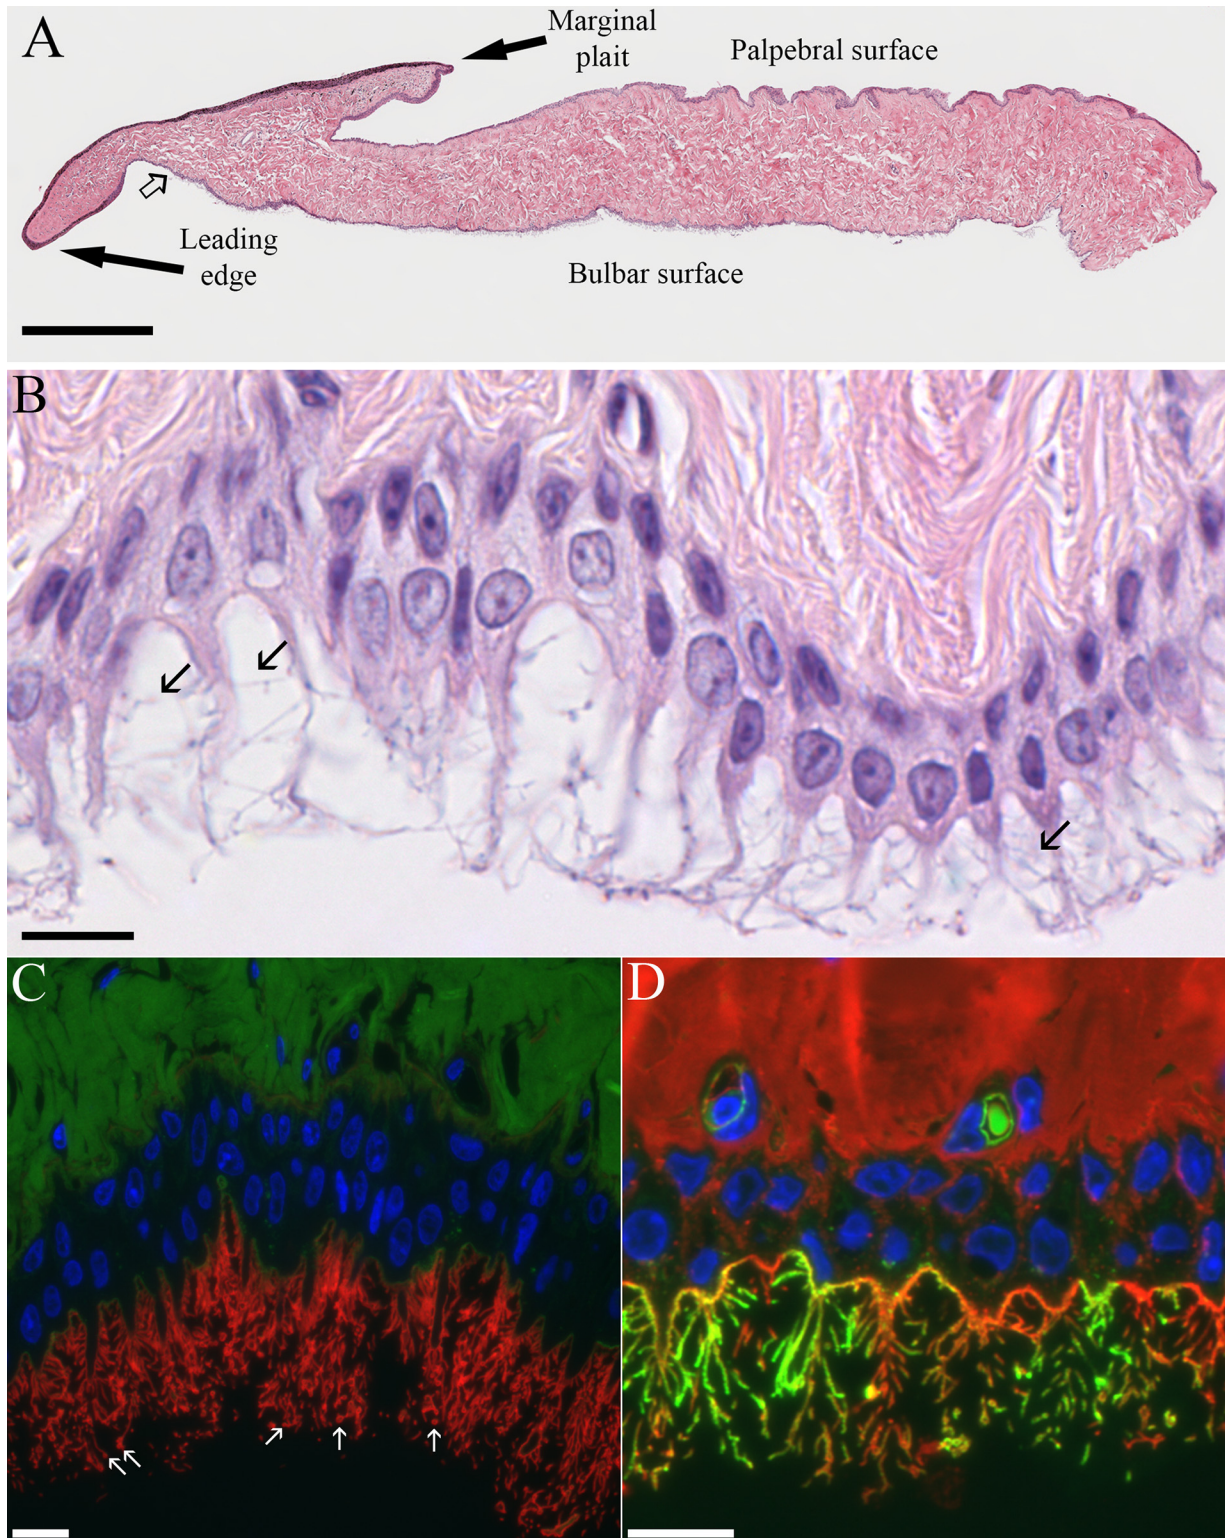 A
Marginal
plait
Palpebral surface
Leading
edge
Bulbar surface
B
C
D